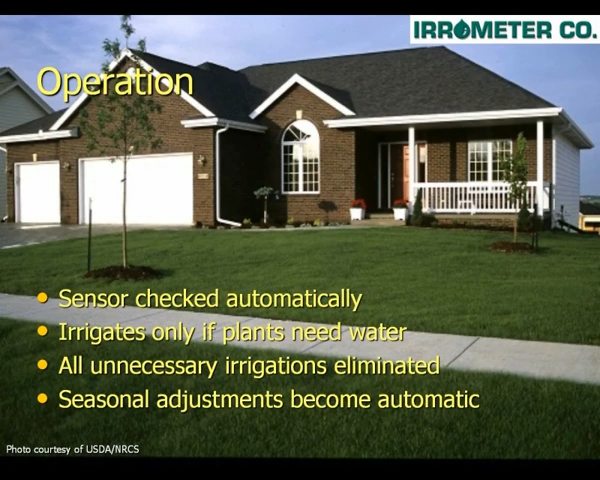 IRROMETER CO.
Operation
• Sensor checked automatically
• Irrigates only if plants need water
• All unnecessary irrigations eliminated
• Seasonal adjustments become automatic
Photo courtesy of USDA/NRCS